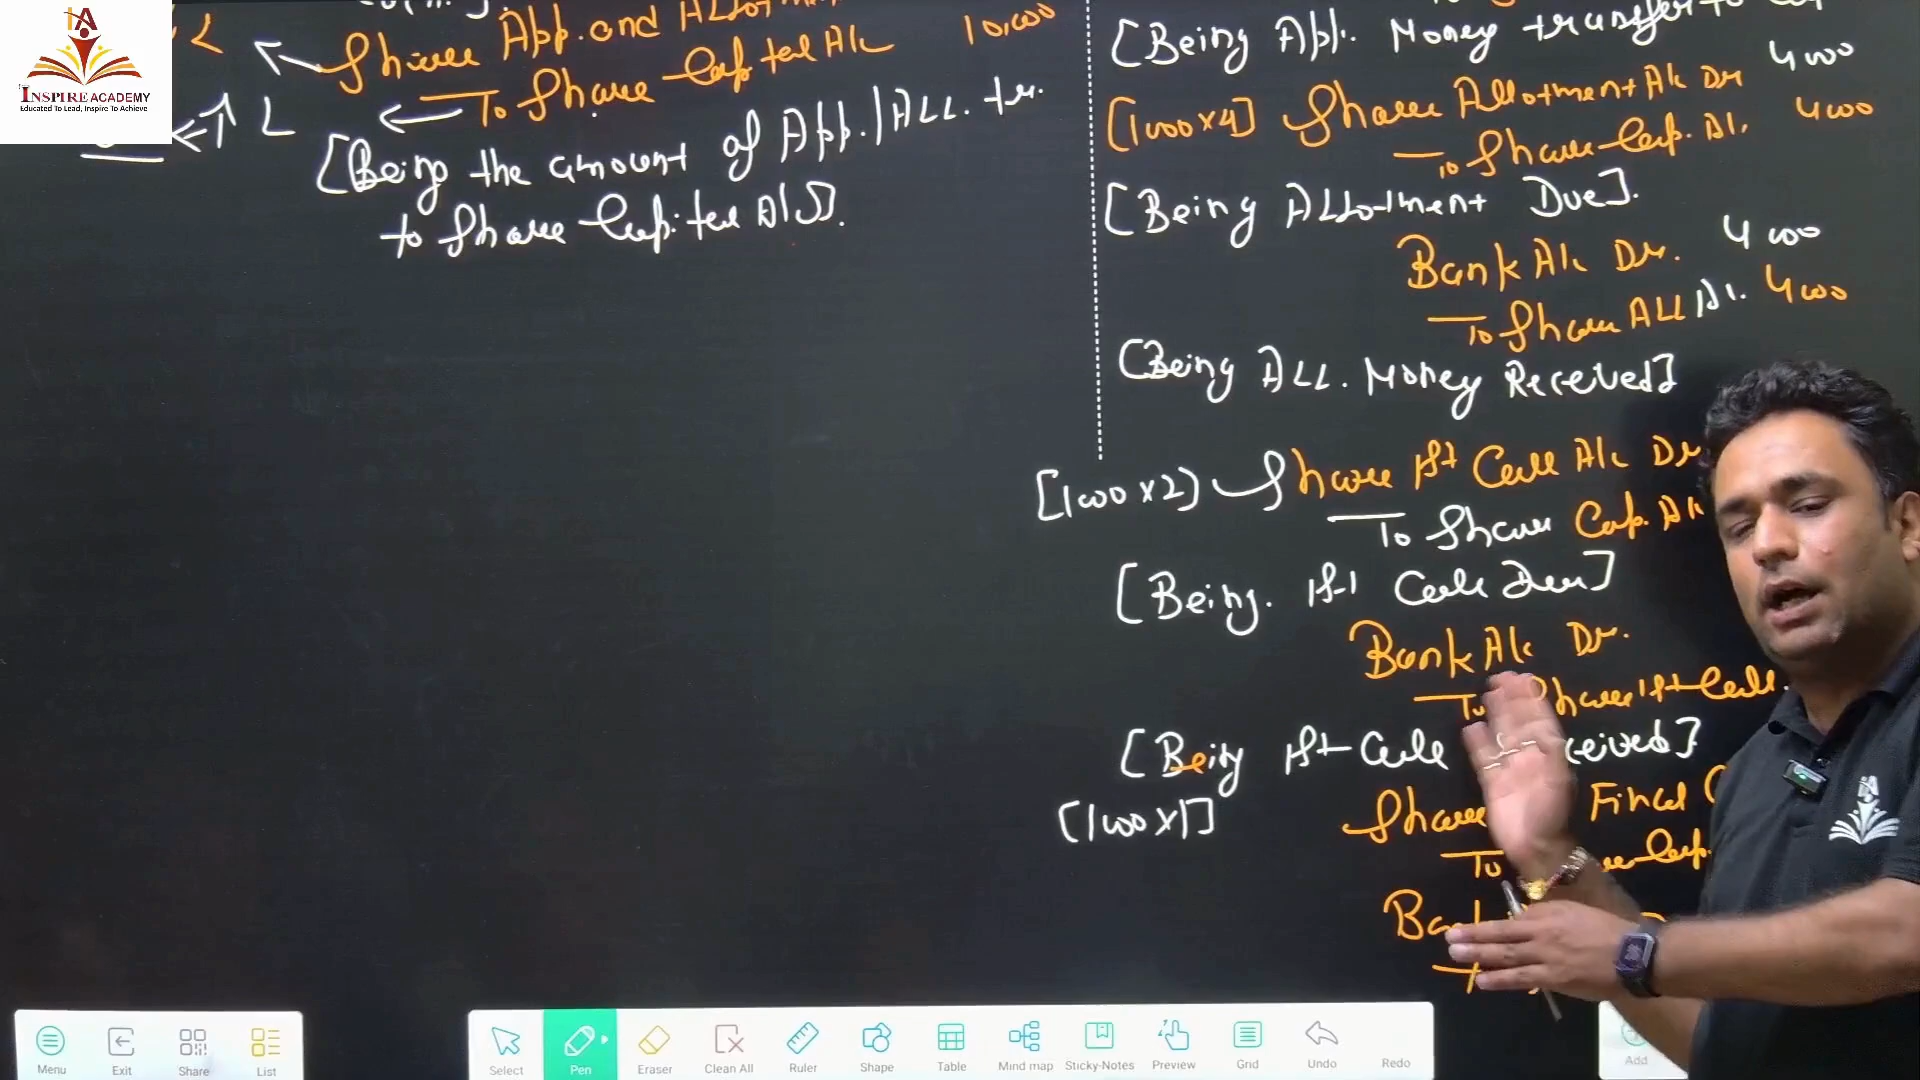 INSPIRE ACADEMY
Educated To Lead, Inspire To Achieve
Share App. and
To Share Capital A/c 10,000
[Being the amount of App./ALL. tr.
to Share Capital A/c].
[Being App. Money transfer to
4000
[1000x4] Share Allotment A/c Dr
To Share Cap. A/c 4000
[Being Allotment Due].
Bank A/c Dr. 4000
To Share ALL A/c. 4000
[Being ALL. Money Received]
[1000x2) Share 1st Call A/c Dr
To Share Cap. A/c
[Being. 1st Call Due]
Bank A/c Dr.
To Share 1st Call.
[Being 1st Call
[1000x1] Share Final
To Cap.
To
Menu Exit Share List
Select Pen Eraser Clean All Ruler Shape Table Mind map Sticky-Notes Preview Grid Undo Redo
Add